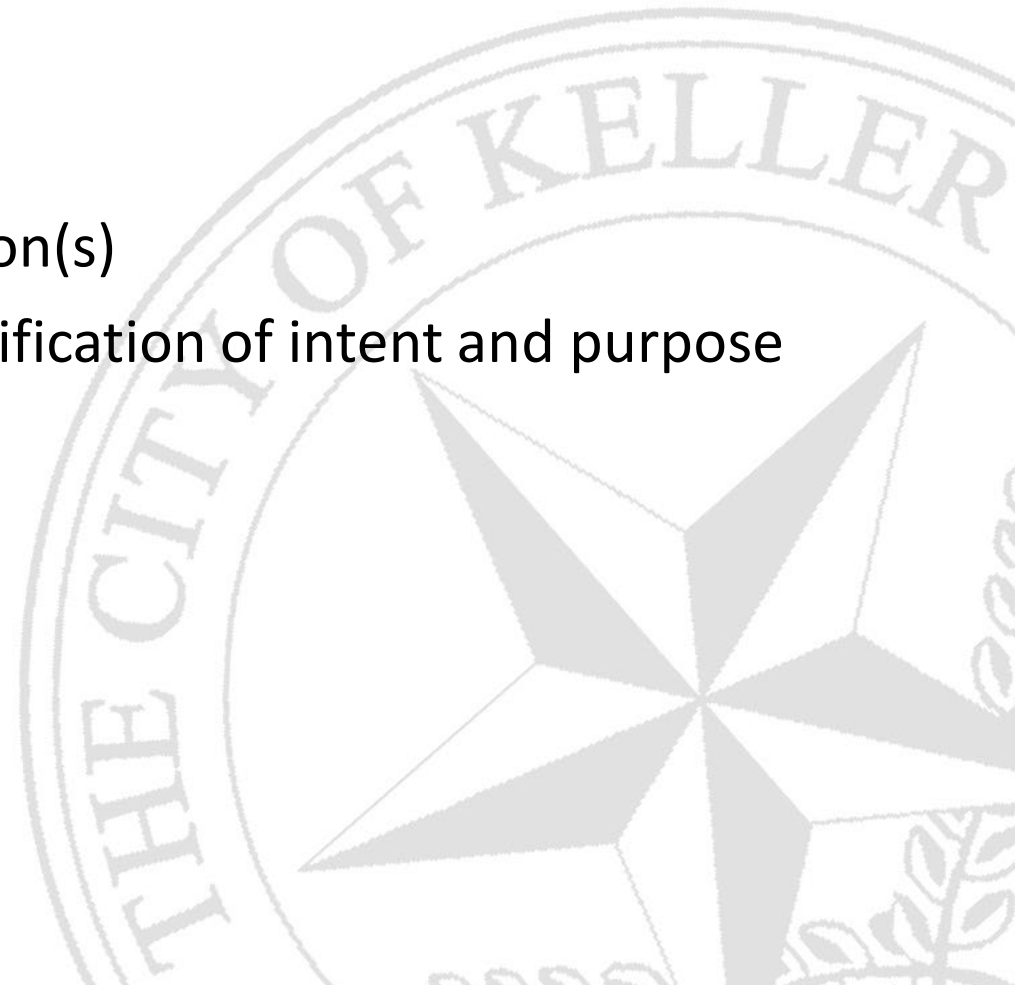 THE CITY OF KELLER
on(s)
ification of intent and purpose